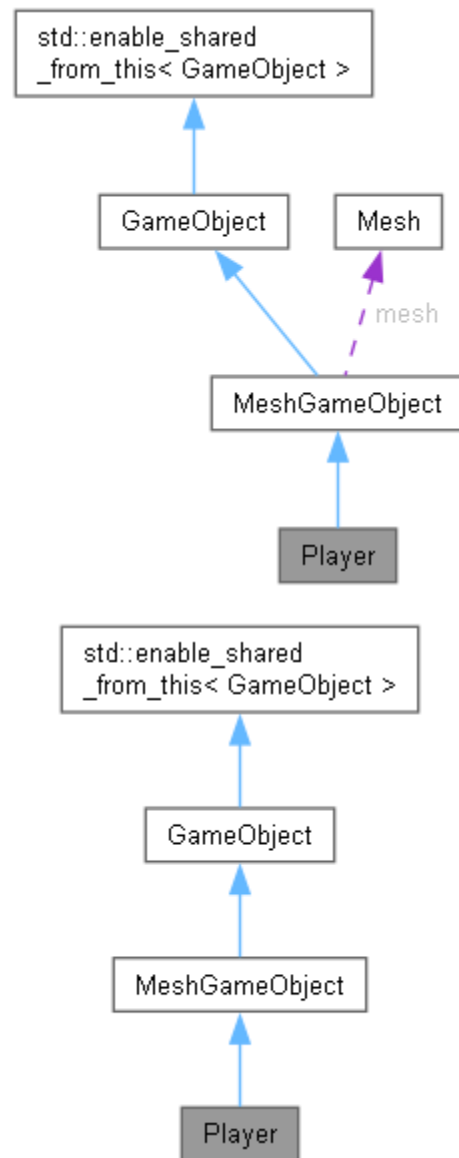 std::enable_shared
_from_this< GameObject >
GameObject
Mesh
mesh
MeshGameObject
Player
std::enable_shared
_from_this< GameObject >
GameObject
MeshGameObject
Player